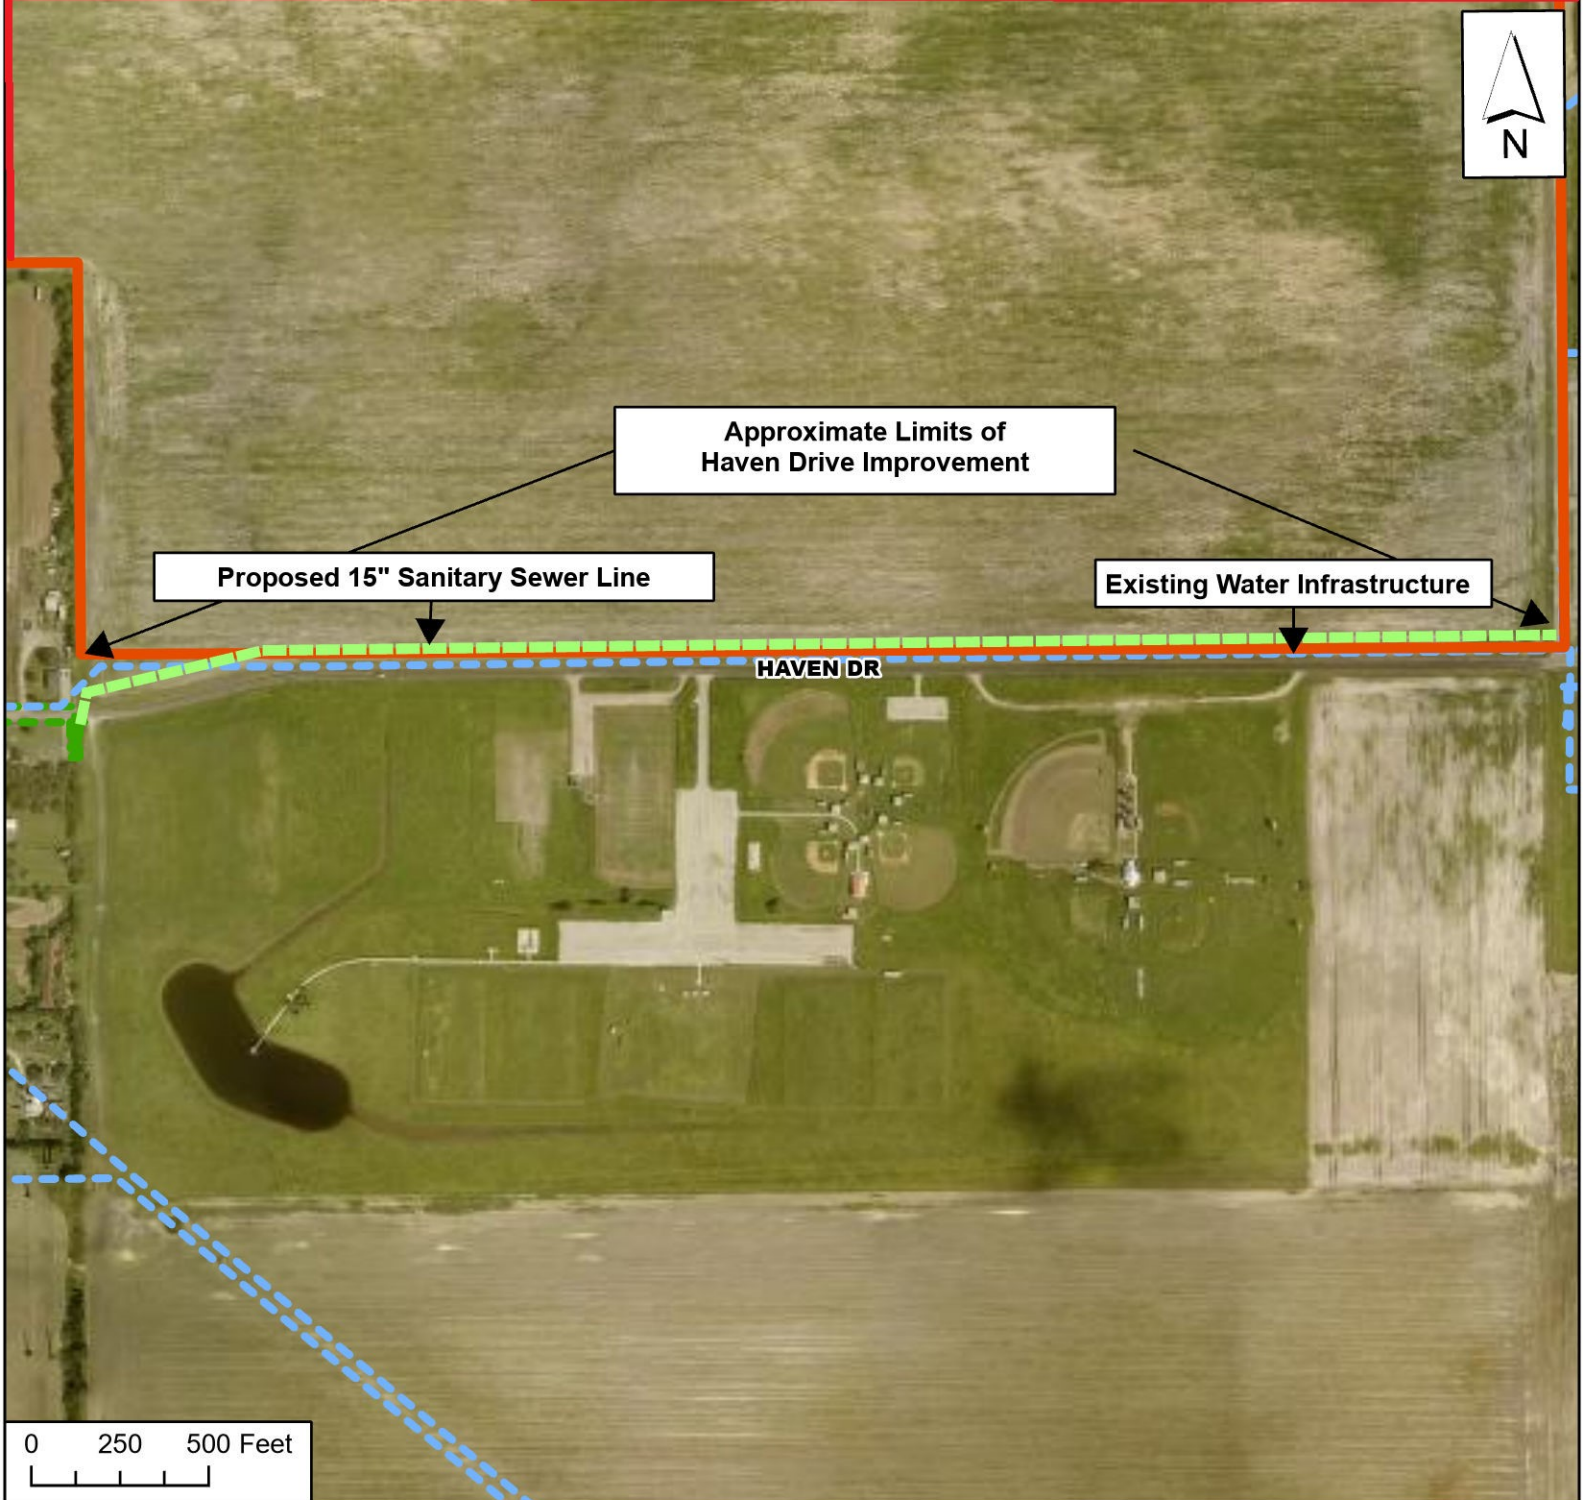 N
Approximate Limits of
Haven Drive Improvement
Proposed 15" Sanitary Sewer Line
Existing Water Infrastructure
HAVEN DR
0 250 500 Feet